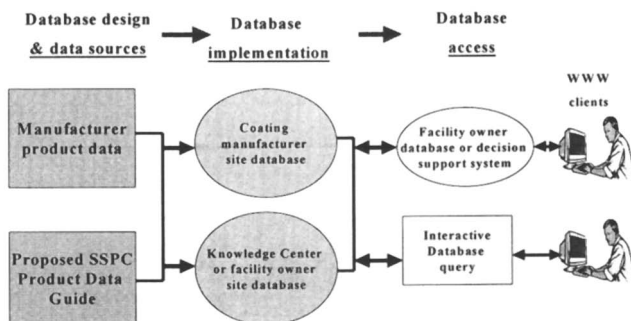 Database design
& data sources
Database
implementation
Database
access
WWW
clients
Manufacturer
product data
Coating
manufacturer
site database
Facility owner
database or decision
support system
Proposed SSPC
Product Data
Guide
Knowledge Center
or facility owner
site database
Interactive
Database
query